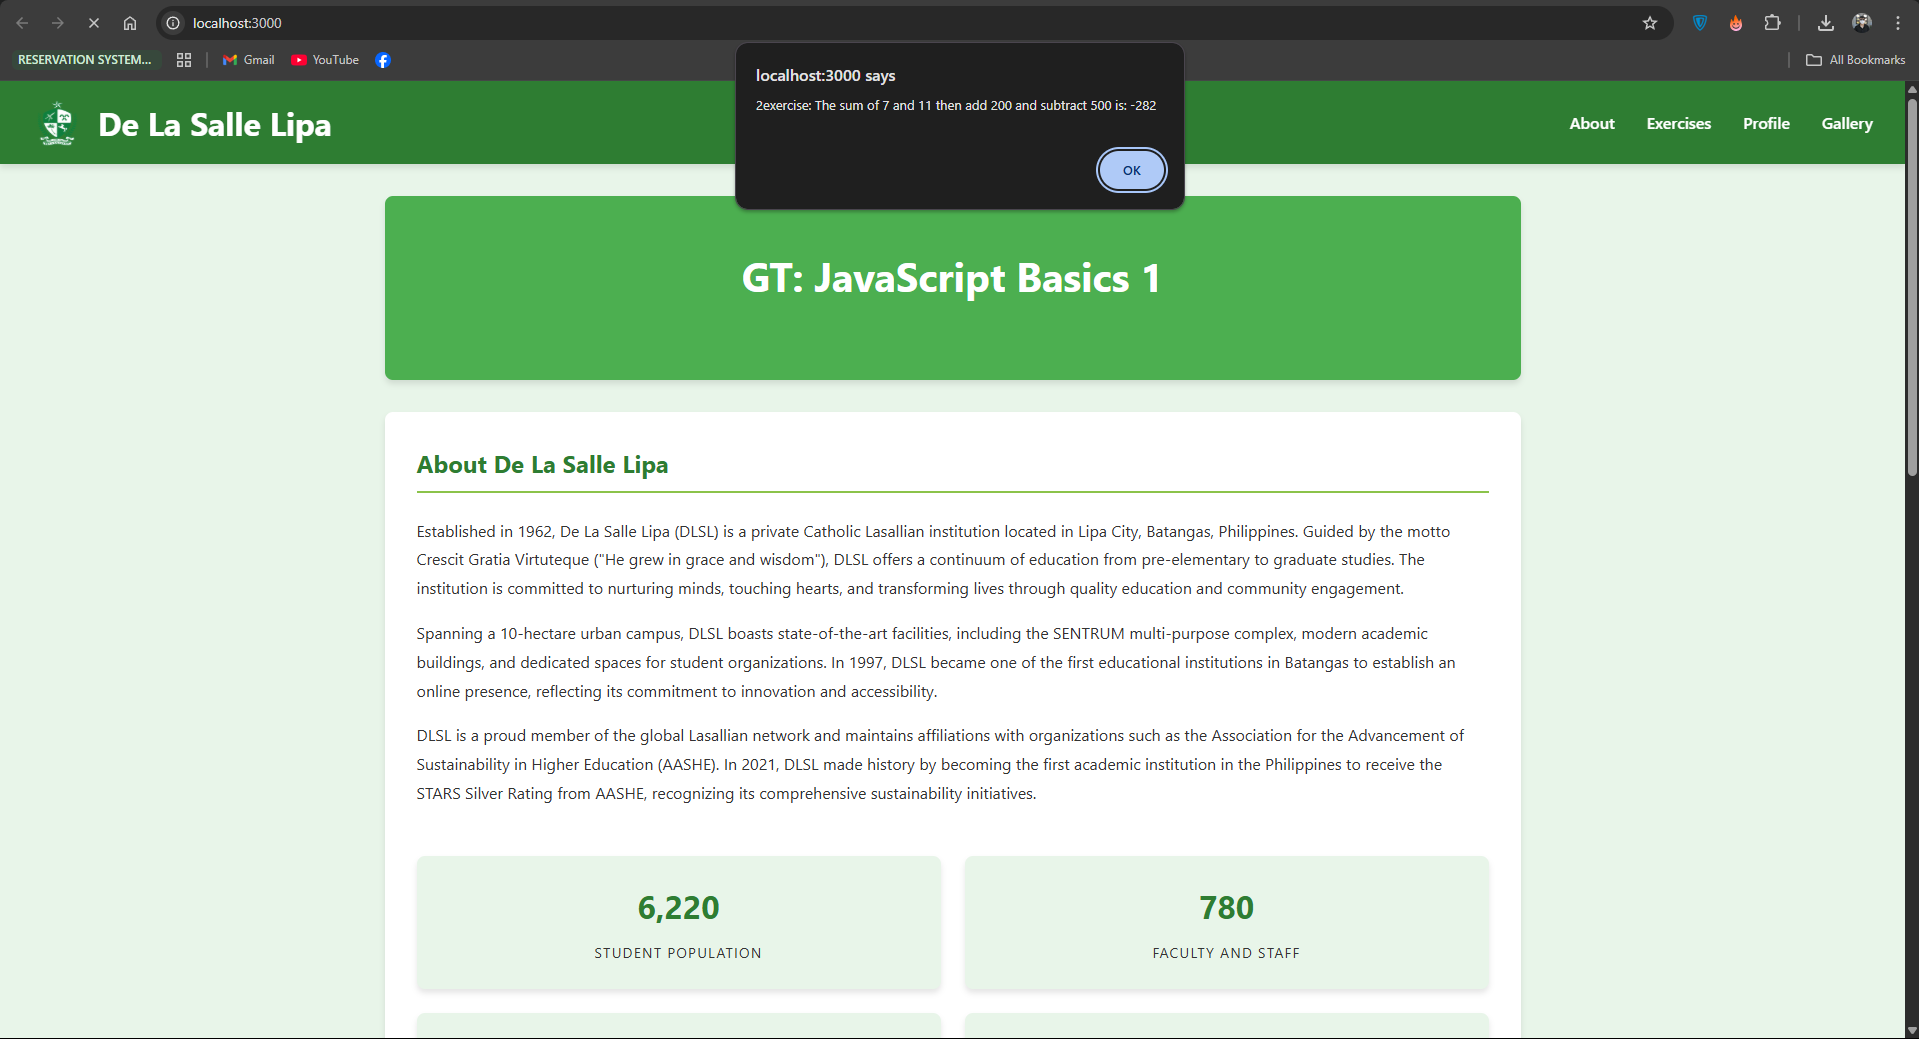 localhost:3000
RESERVATION SYSTEM...
Gmail
YouTube
All Bookmarks
localhost:3000 says
2exercise: The sum of 7 and 11 then add 200 and subtract 500 is: -282
OK
De La Salle Lipa
About
Exercises
Profile
Gallery
GT: JavaScript Basics 1
About De La Salle Lipa
Established in 1962, De La Salle Lipa (DLSL) is a private Catholic Lasallian institution located in Lipa City, Batangas, Philippines. Guided by the motto
Crescit Gratia Virtuteque ("He grew in grace and wisdom"), DLSL offers a continuum of education from pre-elementary to graduate studies. The
institution is committed to nurturing minds, touching hearts, and transforming lives through quality education and community engagement.
Spanning a 10-hectare urban campus, DLSL boasts state-of-the-art facilities, including the SENTRUM multi-purpose complex, modern academic
buildings, and dedicated spaces for student organizations. In 1997, DLSL became one of the first educational institutions in Batangas to establish an
online presence, reflecting its commitment to innovation and accessibility.
DLSL is a proud member of the global Lasallian network and maintains affiliations with organizations such as the Association for the Advancement of
Sustainability in Higher Education (AASHE). In 2021, DLSL made history by becoming the first academic institution in the Philippines to receive the
STARS Silver Rating from AASHE, recognizing its comprehensive sustainability initiatives.
6,220
STUDENT POPULATION
780
FACULTY AND STAFF